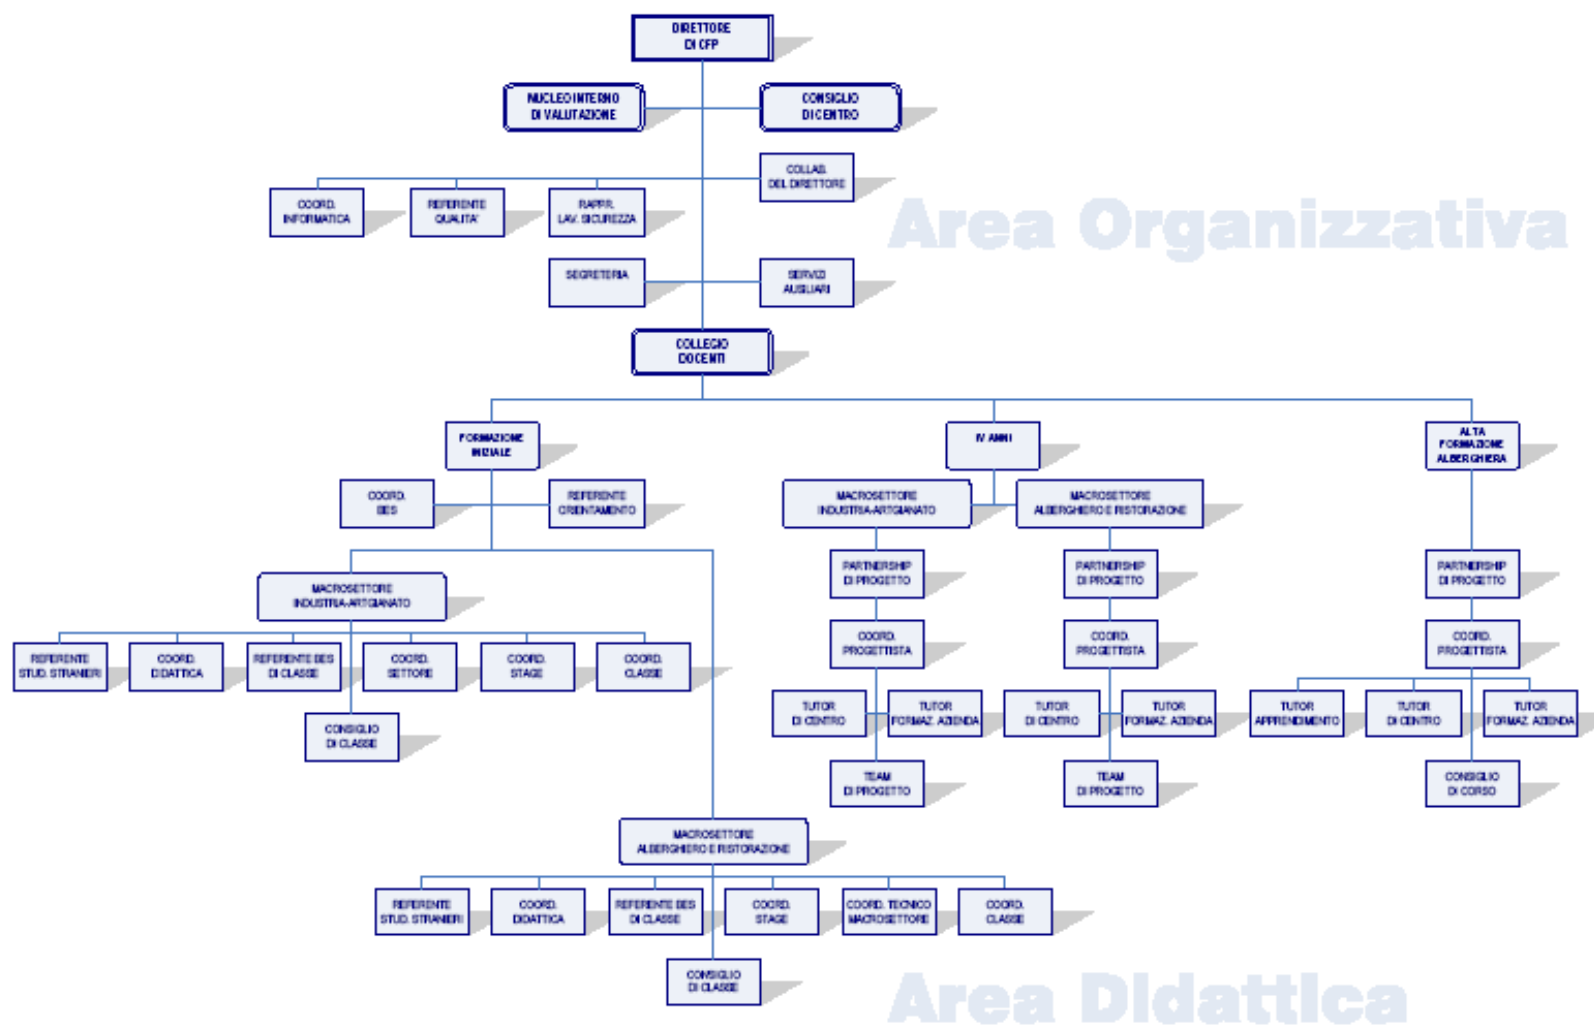 DIRETTORE
DI CFP
NUCLEO INTERNO
DI VALUTAZIONE
CONSIGLIO
DI CENTRO
COLLAB.
DEL DIRETTORE
COORD.
INFORMATICA
REFERENTE
QUALITA'
RAPPR.
LAV. SICUREZZA
Area Organizzativa
SEGRETERIA
SERVIZI
AUSILIARI
COLLEGIO
DOCENTI
FORMAZIONE
INIZIALE
IV ANNI
ALTA
FORMAZIONE
ALBERGHIERA
COORD.
BES
REFERENTE
ORIENTAMENTO
MACROSETTORE
INDUSTRIA-ARTGIANATO
MACROSETTORE
ALBERGHIERO E RISTORAZIONE
PARTNERSHIP
DI PROGETTO
PARTNERSHIP
DI PROGETTO
PARTNERSHIP
DI PROGETTO
MACROSETTORE
INDUSTRIA-ARTGIANATO
COORD.
PROGETTISTA
COORD.
PROGETTISTA
COORD.
PROGETTISTA
REFERENTE
STUD. STRANIERI
COORD.
DIDATTICA
REFERENTE BES
DI CLASSE
COORD.
SETTORE
COORD.
STAGE
COORD.
CLASSE
TUTOR
DI CENTRO
TUTOR
FORMAZ. AZIENDA
TUTOR
DI CENTRO
TUTOR
FORMAZ. AZIENDA
TUTOR
APPRENDIMENTO
TUTOR
DI CENTRO
TUTOR
FORMAZ. AZIENDA
CONSIGLIO
DI CLASSE
TEAM
DI PROGETTO
TEAM
DI PROGETTO
CONSIGLIO
DI CORSO
MACROSETTORE
ALBERGHIERO E RISTORAZIONE
REFERENTE
STUD. STRANIERI
COORD.
DIDATTICA
REFERENTE BES
DI CLASSE
COORD.
STAGE
COORD. TECNICO
MACROSETTORE
COORD.
CLASSE
CONSIGLIO
DI CLASSE
Area Didattica